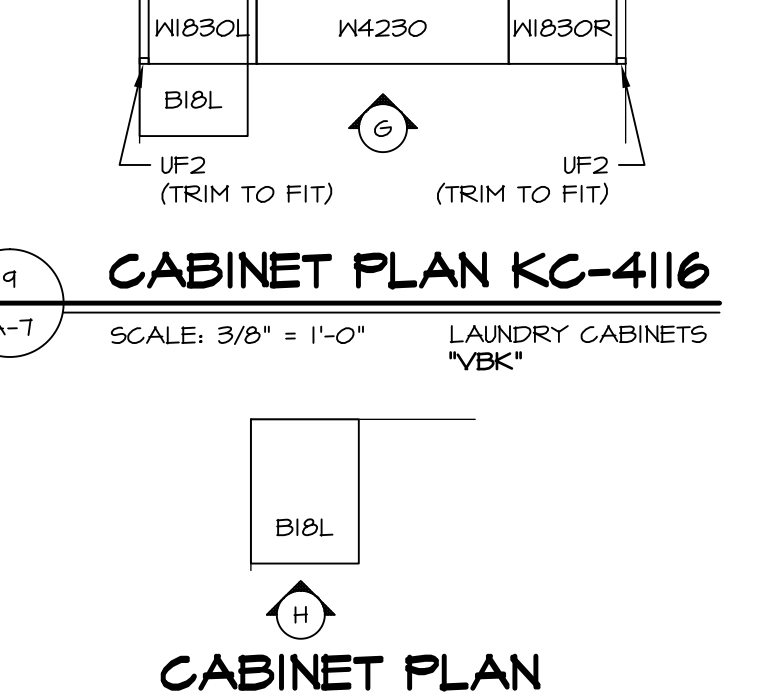 W1830L W4230 W1830R
B18L
G
UF2 UF2
(TRIM TO FIT) (TRIM TO FIT)
9 CABINET PLAN KC-4116
A-7 SCALE: 3/8" = 1'-0" LAUNDRY CABINETS
"VBK"
B18L
H
CABINET PLAN